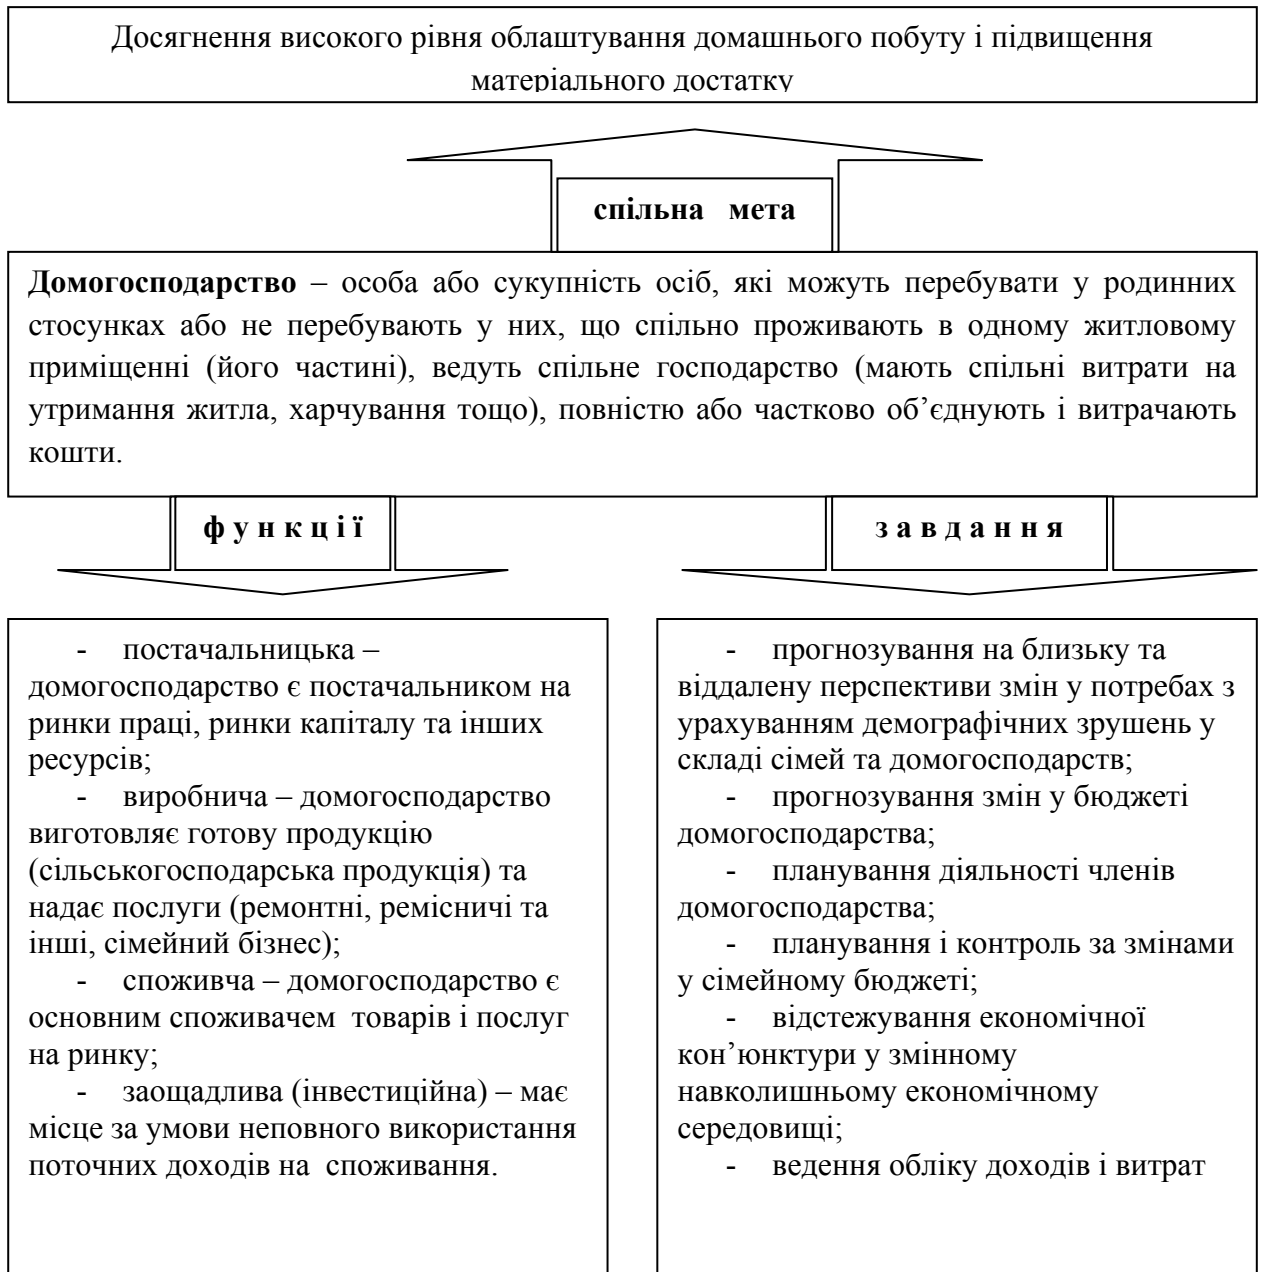 Досягнення високого рівня облаштування домашнього побуту і підвищення
матеріального достатку
спільна мета
Домогосподарство – особа або сукупність осіб, які можуть перебувати у родинних
стосунках або не перебувають у них, що спільно проживають в одному житловому
приміщенні (його частині), ведуть спільне господарство (мають спільні витрати на
утримання житла, харчування тощо), повністю або частково об’єднують і витрачають
кошти.
ф у н к ц і ї
з а в д а н н я
- постачальницька –
домогосподарство є постачальником на
ринки праці, ринки капіталу та інших
ресурсів;
- виробнича – домогосподарство
виготовляє готову продукцію
(сільськогосподарська продукція) та
надає послуги (ремонтні, ремісничі та
інші, сімейний бізнес);
- споживча – домогосподарство є
основним споживачем товарів і послуг
на ринку;
- заощадлива (інвестиційна) – має
місце за умови неповного використання
поточних доходів на споживання.
- прогнозування на близьку та
віддалену перспективи змін у потребах з
урахуванням демографічних зрушень у
складі сімей та домогосподарств;
- прогнозування змін у бюджеті
домогосподарства;
- планування діяльності членів
домогосподарства;
- планування і контроль за змінами
у сімейному бюджеті;
- відстежування економічної
кон’юнктури у змінному
навколишньому економічному
середовищі;
- ведення обліку доходів і витрат